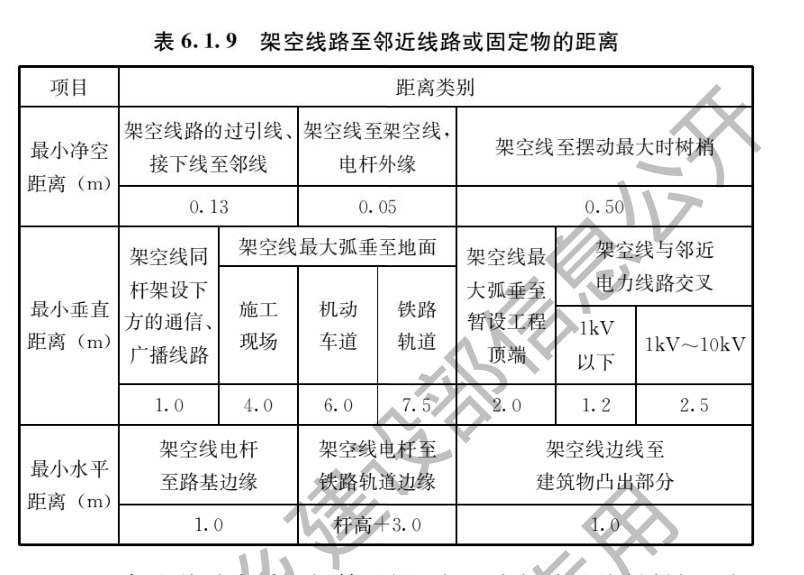 表 6.1.9 架空线路至邻近线路或固定物的距离
项目
距离类别
最小净空
距离（m）
架空线路的过引线、
接下线至邻线
架空线至架空线，
电杆外缘
架空线至摆动最大时树梢
0.13
0.05
0.50
最小垂直
距离（m）
架空线同
杆架设下
方的通信、
广播线路
架空线最大弧垂至地面
施工
现场
机动
车道
铁路
轨道
架空线最
大弧垂至
暂设工程
顶端
架空线与邻近
电力线路交叉
1kV
以下
1kV～10kV
1.0
4.0
6.0
7.5
2.0
1.2
2.5
最小水平
距离（m）
架空线电杆
至路基边缘
架空线电杆至
铁路轨道边缘
架空线边线至
建筑物凸出部分
1.0
杆高＋3.0
1.0
建设部信息公开
专用